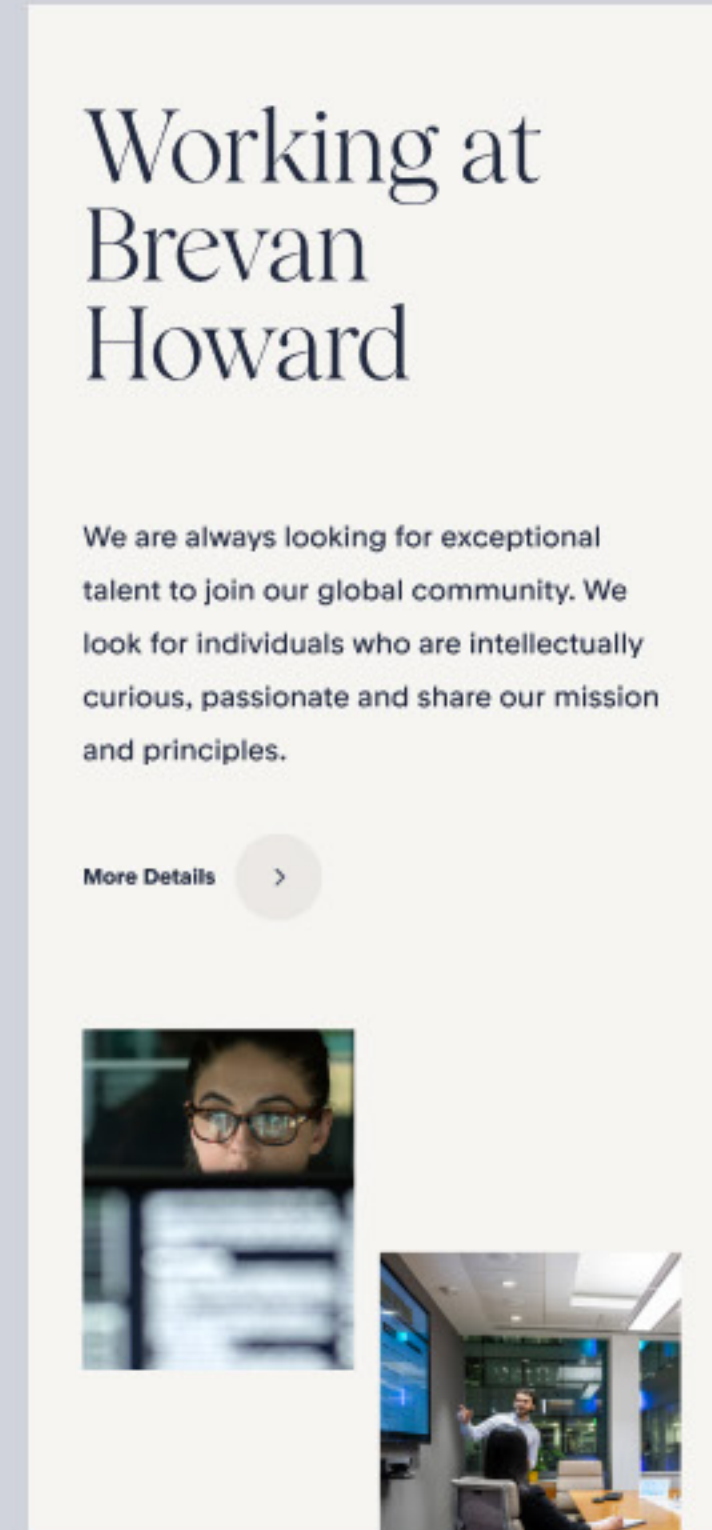 Working at
Brevan
Howard
We are always looking for exceptional
talent to join our global community. We
look for individuals who are intellectually
curious, passionate and share our mission
and principles.
More Details